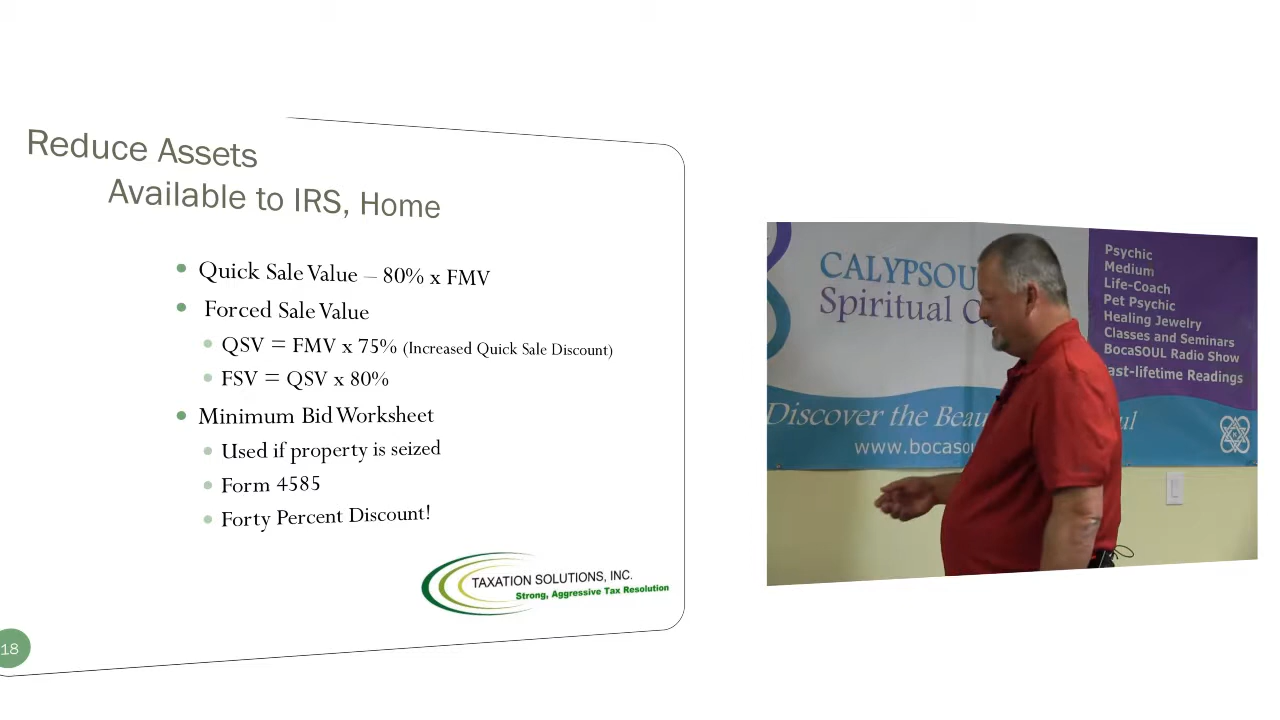 Reduce Assets
Available to IRS, Home
Quick Sale Value – 80% x FMV
Forced Sale Value
QSV = FMV x 75% (Increased Quick Sale Discount)
FSV = QSV x 80%
Minimum Bid Worksheet
Used if property is seized
Form 4585
Forty Percent Discount!
TAXATION SOLUTIONS, INC.
Strong, Aggressive Tax Resolution
18
CALYPSOU
Spiritual C
Discover the Beau
ul
www.bocaso
Psychic
Medium
Life-Coach
Pet Psychic
Healing Jewelry
Classes and Seminars
BocaSOUL Radio Show
ast-lifetime Readings